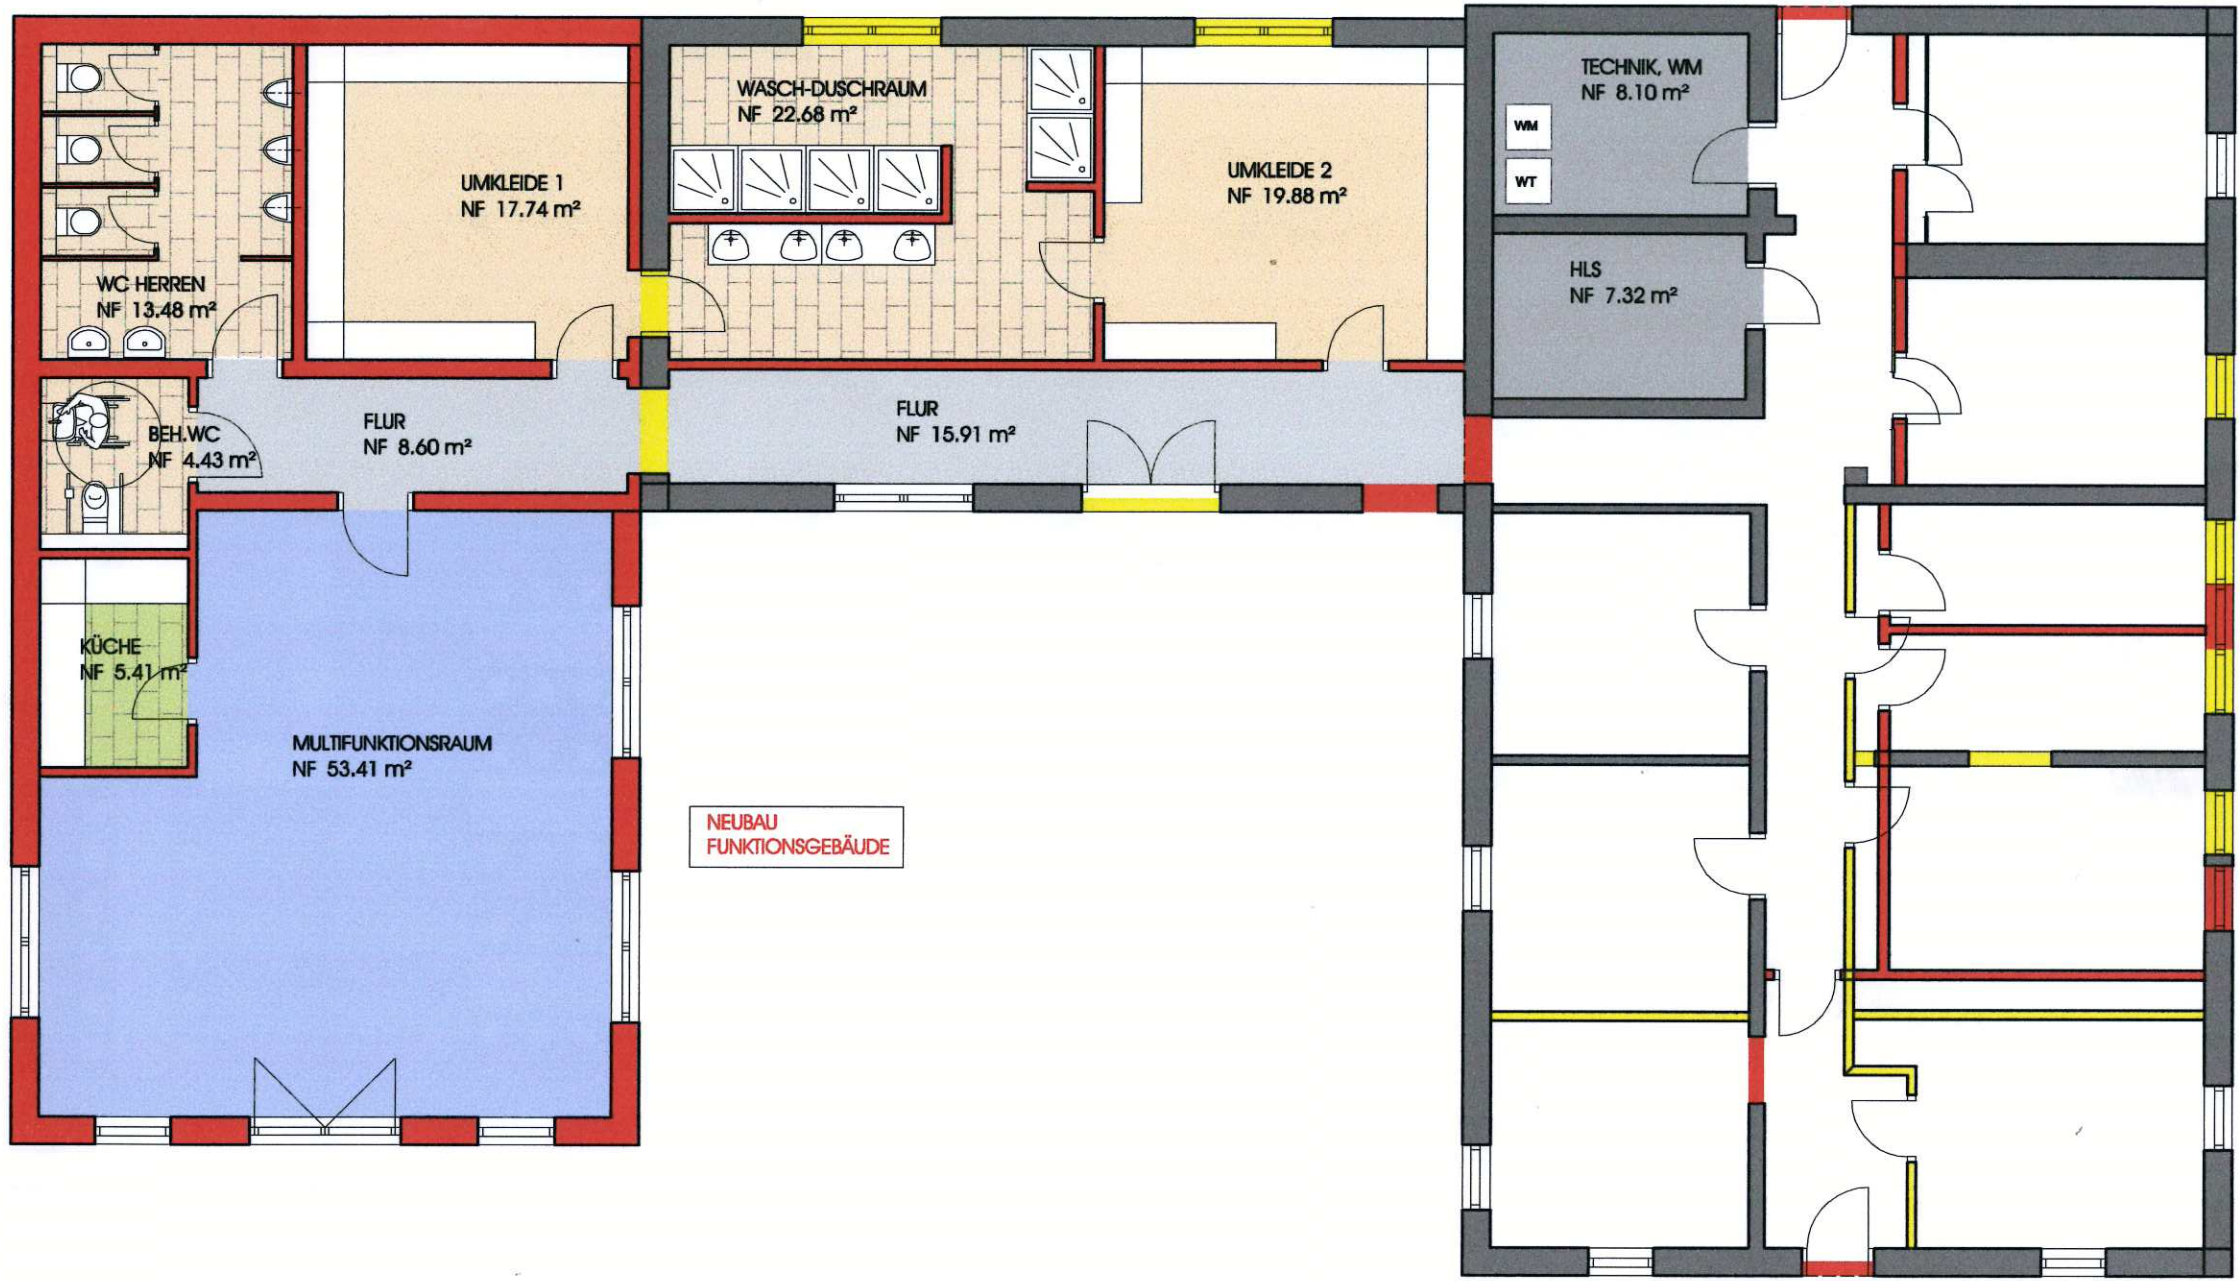 TECHNIK, WM
NF 8.10 m²
WM
WT
WASCH-DUSCHRAUM
NF 22.68 m²
UMKLEIDE 1
NF 17.74 m²
UMKLEIDE 2
NF 19.88 m²
WC HERREN
NF 13.48 m²
HLS
NF 7.32 m²
BEH.WC
NF 4.43 m²
FLUR
NF 8.60 m²
FLUR
NF 15.91 m²
KÜCHE
NF 5.41 m²
MULTIFUNKTIONSRAUM
NF 53.41 m²
NEUBAU
FUNKTIONSGEBÄUDE